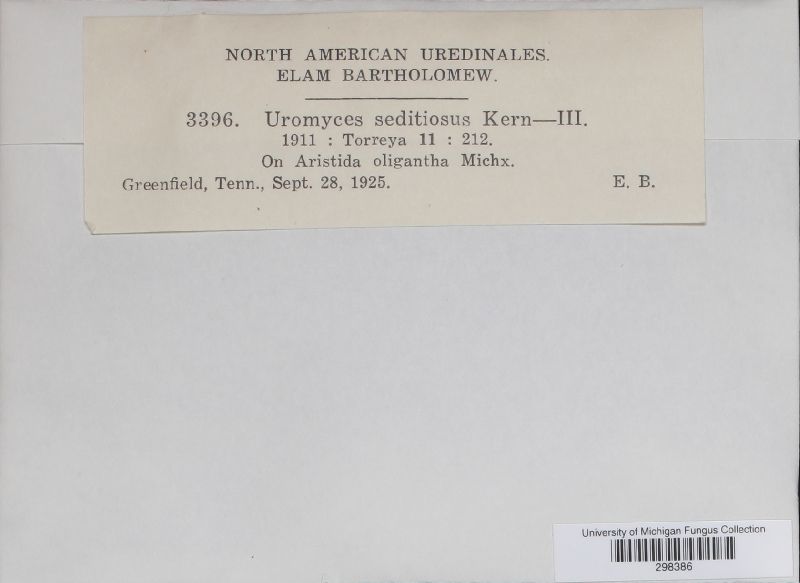 NORTH AMERICAN UREDINALES.
ELAM BARTHOLOMEW.
3396. Uromyces seditiosus Kern—III.
1911 : Torreya 11 : 212.
On Aristida oligantha Michx.
Greenfield, Tenn., Sept. 28, 1925. E. B.
University of Michigan Fungus Collection
298386